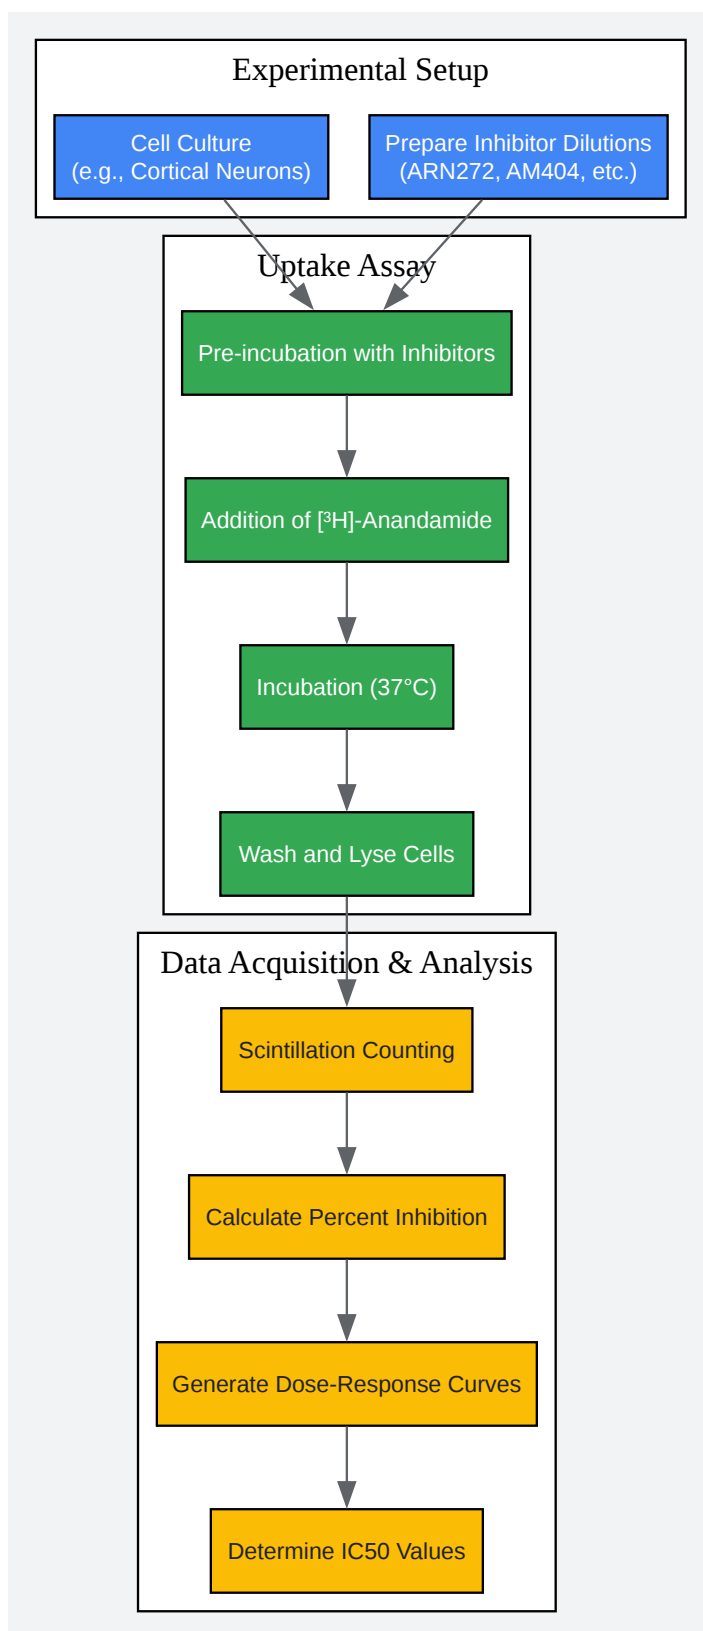 Experimental Setup
Cell Culture
(e.g., Cortical Neurons)
Prepare Inhibitor Dilutions
(ARN272, AM404, etc.)
Uptake Assay
Pre-incubation with Inhibitors
Addition of [³H]-Anandamide
Incubation (37°C)
Wash and Lyse Cells
Data Acquisition & Analysis
Scintillation Counting
Calculate Percent Inhibition
Generate Dose-Response Curves
Determine IC50 Values